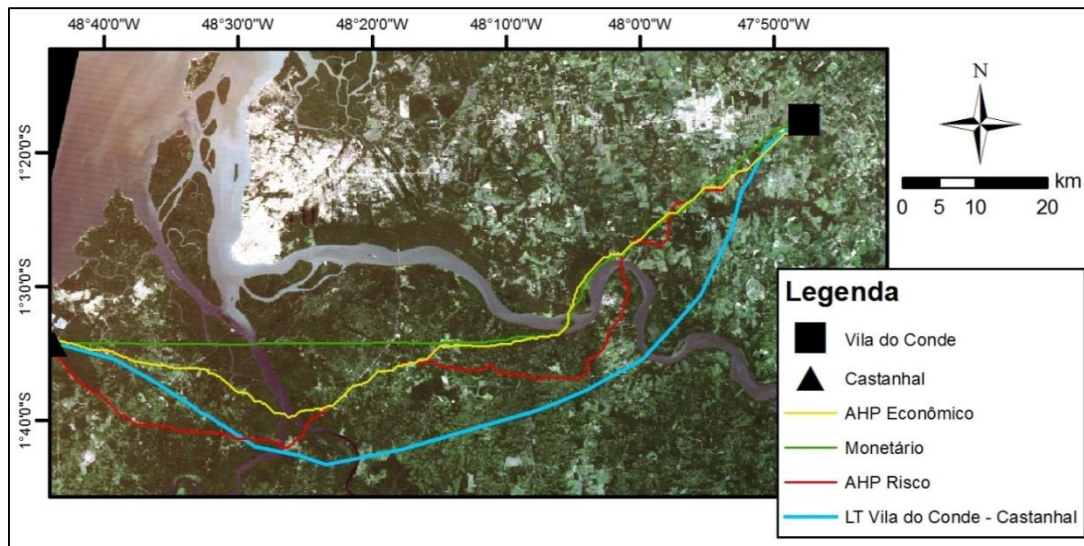 48°40'0"W 48°30'0"W 48°20'0"W 48°10'0"W 48°00'0"W 47°50'0"W
N
km
0 5 10 20
1°20'0"S
1°30'0"S
1°40'0"S
Legenda
Vila do Conde
Castanhal
AHP Econômico
Monetário
AHP Risco
LT Vila do Conde - Castanhal